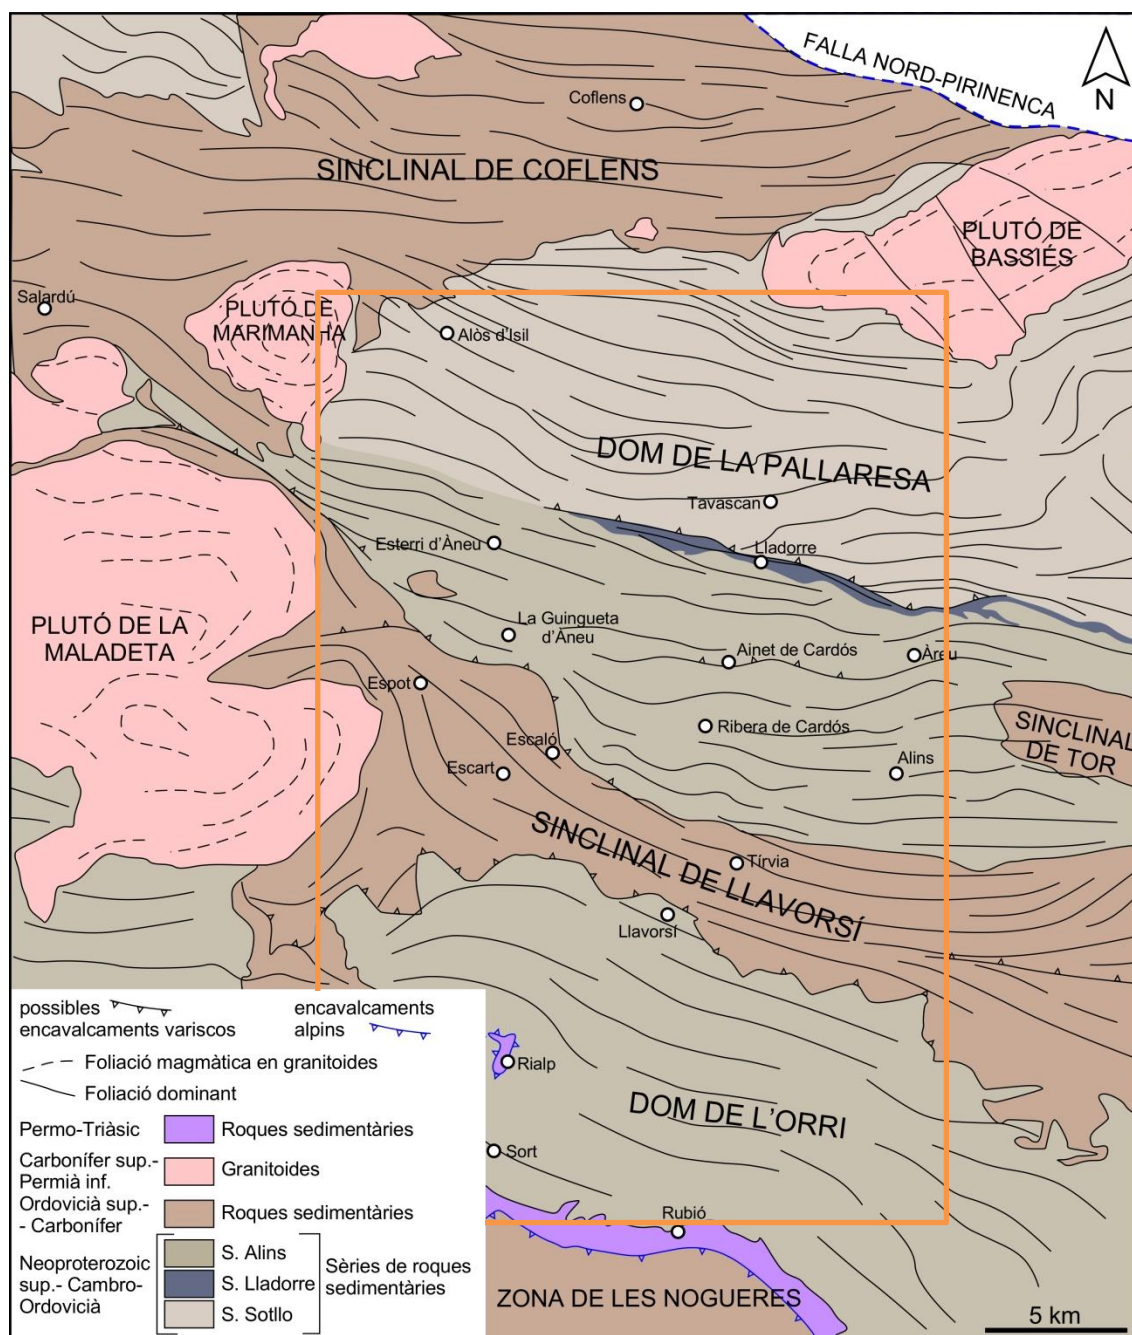 FALLA NORD-PIRINENCA
N
Coflens
SINCLINAL DE COFLENS
PLUTÓ DE
BASSIÉS
Salardú
PLUTÓ DE
MARIMANHA
Alòs d'Isil
DOM DE LA PALLARESA
Tavascan
Esterri d'Àneu
Lladorre
PLUTÓ DE LA
MALADETA
La Guingueta
d'Àneu
Ainet de Cardós
Àreu
Espot
SINCLINAL
DE TOR
Ribera de Cardós
Escaló
Escart
Alins
SINCLINAL DE LLAVORSÍ
Tírvia
Llavorsí
possibles
encavalcaments variscos
encavalcaments
alpins
Foliació magmàtica en granitoides
Foliació dominant
Permo-Triàsic
Roques sedimentàries
Carbonífer sup.-
Permià inf.
Granitoides
Ordovicià sup.-
- Carbonífer
Roques sedimentàries
Neoproterozoic
sup.- Cambro-
Ordovicià
S. Alins
S. Lladorre
S. Sotllo
Sèries de roques
sedimentàries
Rialp
DOM DE L'ORRI
Sort
Rubió
ZONA DE LES NOGUERES
5 km